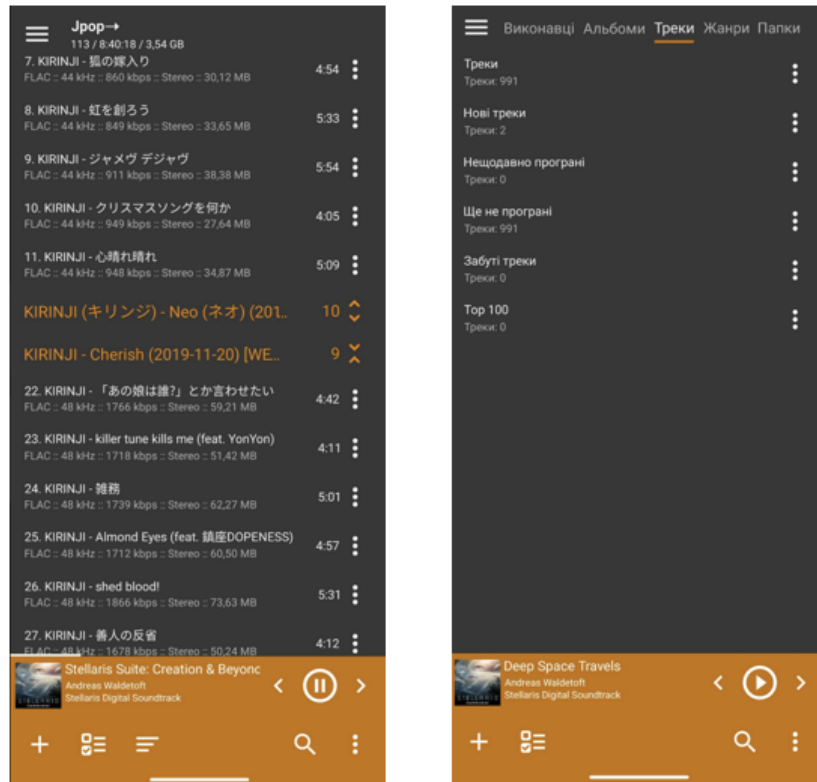 Jpop→
113 / 8:40:18 / 3,54 GB
7. KIRINJI - 狐の嫁入り
4:54
FLAC :: 44 kHz :: 860 kbps :: Stereo :: 30,12 MB
8. KIRINJI - 虹を創ろう
5:33
FLAC :: 44 kHz :: 849 kbps :: Stereo :: 33,65 MB
9. KIRINJI - ジャメヴ デジャヴ
5:54
FLAC :: 44 kHz :: 911 kbps :: Stereo :: 38,38 MB
10. KIRINJI - クリスマスソングを何か
4:05
FLAC :: 44 kHz :: 949 kbps :: Stereo :: 27,64 MB
11. KIRINJI - 心晴れ晴れ
5:09
FLAC :: 44 kHz :: 948 kbps :: Stereo :: 34,87 MB
KIRINJI (キリンジ) - Neo (ネオ) (201..
10
KIRINJI - Cherish (2019-11-20) [WE...
9
22. KIRINJI - 「あの娘は誰?」とか言わせたい
4:42
FLAC :: 48 kHz :: 1766 kbps :: Stereo :: 59,21 MB
23. KIRINJI - killer tune kills me (feat. YonYon)
4:11
FLAC :: 48 kHz :: 1718 kbps :: Stereo :: 51,42 MB
24. KIRINJI - 雑務
5:01
FLAC :: 48 kHz :: 1739 kbps :: Stereo :: 62,27 MB
25. KIRINJI - Almond Eyes (feat. 鎮座DOPENESS)
4:57
FLAC :: 48 kHz :: 1712 kbps :: Stereo :: 60,50 MB
26. KIRINJI - shed blood!
5:31
FLAC :: 48 kHz :: 1866 kbps :: Stereo :: 73,63 MB
27. KIRINJI - 善人の反省
4:12
FLAC :: 48 kHz :: 1678 kbps :: Stereo :: 50,24 MB
Stellaris Suite: Creation & Beyonc
Andreas Waldetoft
Stellaris Digital Soundtrack
Виконавці Альбоми Треки Жанри Папки
Треки
Треки: 991
Нові треки
Треки: 2
Нещодавно програні
Треки: 0
Ще не програні
Треки: 991
Забуті треки
Треки: 0
Top 100
Треки: 0
Deep Space Travels
Andreas Waldetoft
Stellaris Digital Soundtrack